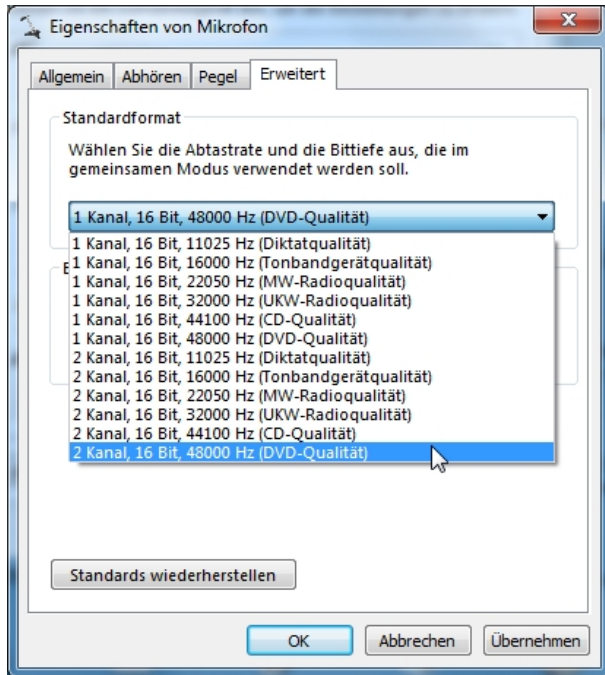 Eigenschaften von Mikrofon
Allgemein Abhören Pegel Erweitert
Standardformat
Wählen Sie die Abtastrate und die Bittiefe aus, die im
gemeinsamen Modus verwendet werden soll.
1 Kanal, 16 Bit, 48000 Hz (DVD-Qualität)
1 Kanal, 16 Bit, 11025 Hz (Diktatqualität)
1 Kanal, 16 Bit, 16000 Hz (Tonbandgerätqualität)
1 Kanal, 16 Bit, 22050 Hz (MW-Radioqualität)
1 Kanal, 16 Bit, 32000 Hz (UKW-Radioqualität)
1 Kanal, 16 Bit, 44100 Hz (CD-Qualität)
1 Kanal, 16 Bit, 48000 Hz (DVD-Qualität)
2 Kanal, 16 Bit, 11025 Hz (Diktatqualität)
2 Kanal, 16 Bit, 16000 Hz (Tonbandgerätqualität)
2 Kanal, 16 Bit, 22050 Hz (MW-Radioqualität)
2 Kanal, 16 Bit, 32000 Hz (UKW-Radioqualität)
2 Kanal, 16 Bit, 44100 Hz (CD-Qualität)
2 Kanal, 16 Bit, 48000 Hz (DVD-Qualität)
Standards wiederherstellen
OK Abbrechen Übernehmen